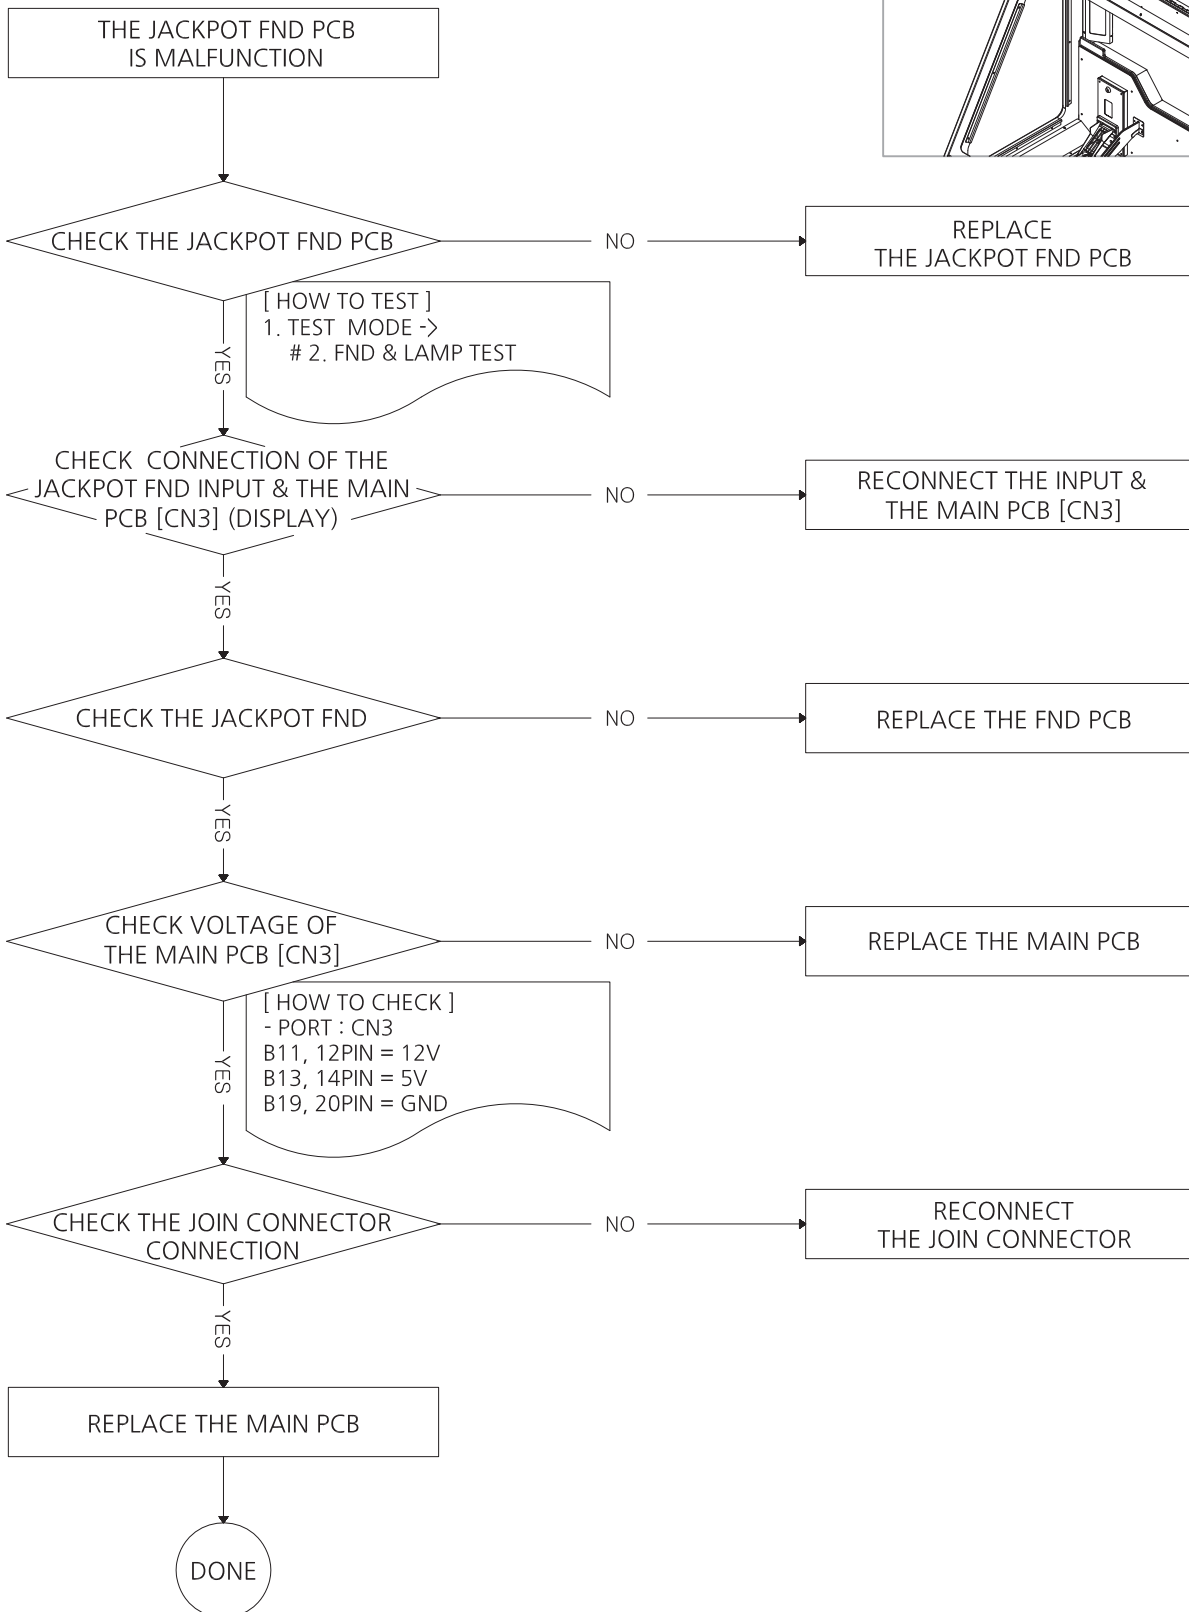 THE JACKPOT FND PCB
IS MALFUNCTION
CHECK THE JACKPOT FND PCB
NO
REPLACE
THE JACKPOT FND PCB
[ HOW TO TEST ]
1. TEST MODE ->
# 2. FND & LAMP TEST
YES
CHECK CONNECTION OF THE
JACKPOT FND INPUT & THE MAIN
PCB [CN3] (DISPLAY)
NO
RECONNECT THE INPUT &
THE MAIN PCB [CN3]
YES
CHECK THE JACKPOT FND
NO
REPLACE THE FND PCB
YES
CHECK VOLTAGE OF
THE MAIN PCB [CN3]
NO
REPLACE THE MAIN PCB
[ HOW TO CHECK ]
- PORT : CN3
B11, 12PIN = 12V
B13, 14PIN = 5V
B19, 20PIN = GND
YES
CHECK THE JOIN CONNECTOR
CONNECTION
NO
RECONNECT
THE JOIN CONNECTOR
YES
REPLACE THE MAIN PCB
DONE